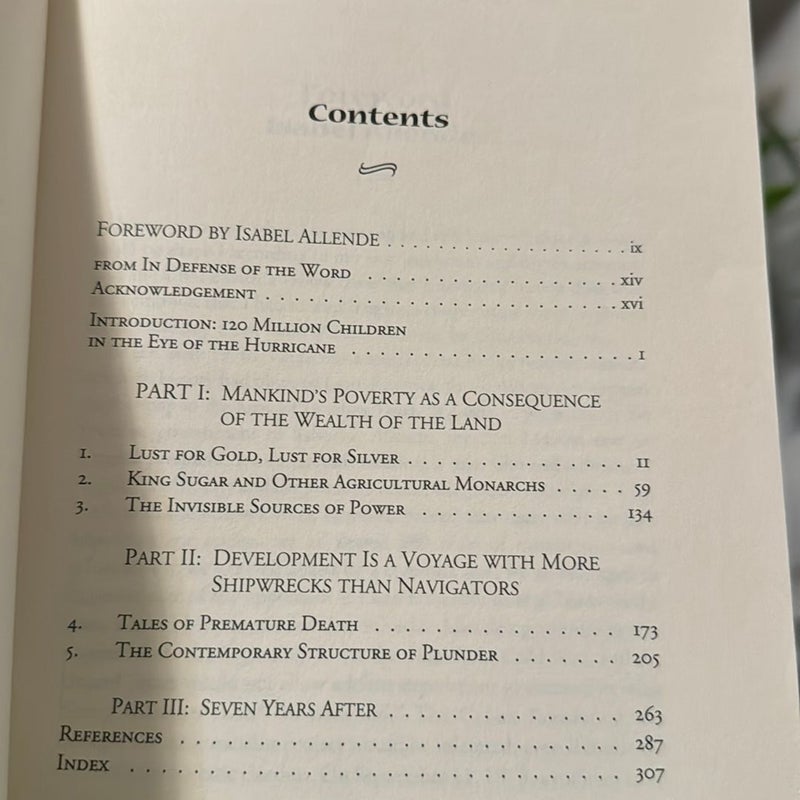 Contents
FOREWORD BY ISABEL ALLENDE . . . . . . . . . . . . . . . . . . . . . . ix
FROM IN DEFENSE OF THE WORD . . . . . . . . . . . . . . . . . . . . . xiv
ACKNOWLEDGEMENT . . . . . . . . . . . . . . . . . . . . . . . . . . . . . xvi
INTRODUCTION: 120 MILLION CHILDREN
IN THE EYE OF THE HURRICANE . . . . . . . . . . . . . . . . . . . . . . 1
PART I: MANKIND'S POVERTY AS A CONSEQUENCE
OF THE WEALTH OF THE LAND
1. LUST FOR GOLD, LUST FOR SILVER . . . . . . . . . . . . . . . . 11
2. KING SUGAR AND OTHER AGRICULTURAL MONARCHS . . . . . 59
3. THE INVISIBLE SOURCES OF POWER . . . . . . . . . . . . . . 134
PART II: DEVELOPMENT IS A VOYAGE WITH MORE
SHIPWRECKS THAN NAVIGATORS
4. TALES OF PREMATURE DEATH . . . . . . . . . . . . . . . . . 173
5. THE CONTEMPORARY STRUCTURE OF PLUNDER . . . . . . . 205
PART III: SEVEN YEARS AFTER . . . . . . . . . . . . . . . . . 263
REFERENCES . . . . . . . . . . . . . . . . . . . . . . . . . . . . . . . 287
INDEX . . . . . . . . . . . . . . . . . . . . . . . . . . . . . . . . . . . 307